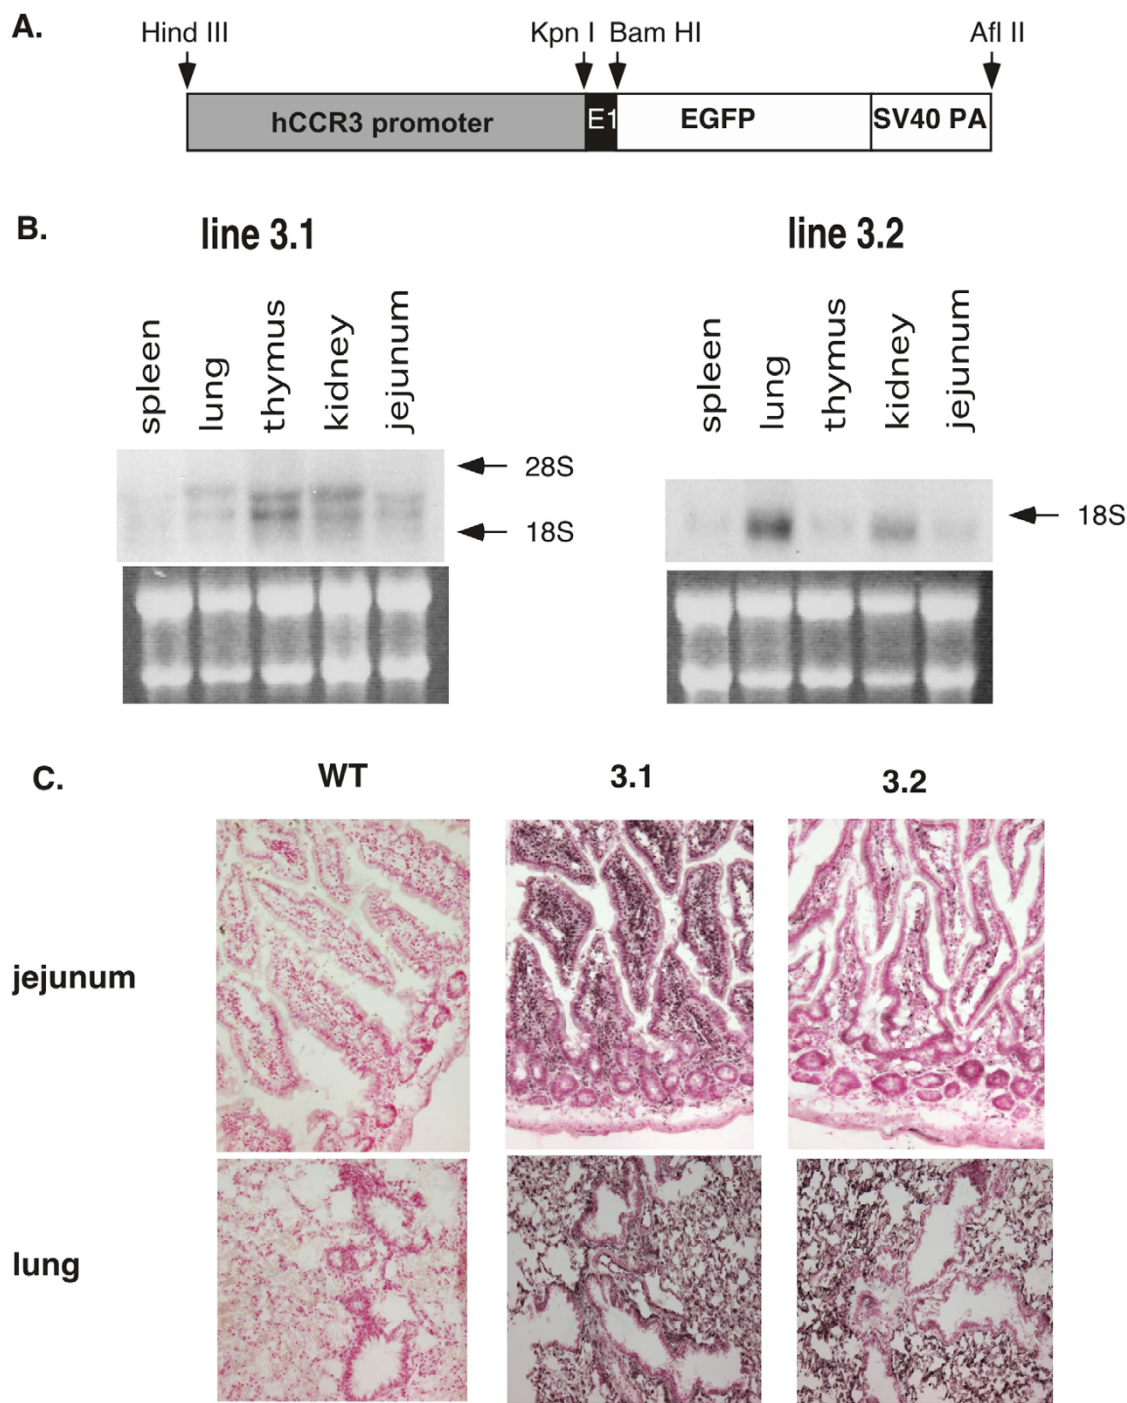 A.
Hind III
Kpn I
Bam HI
Afl II
hCCR3 promoter
E1
EGFP
SV40 PA
B.
line 3.1
line 3.2
spleen
lung
thymus
kidney
jejunum
spleen
lung
thymus
kidney
jejunum
28S
18S
18S
C.
WT
3.1
3.2
jejunum
lung